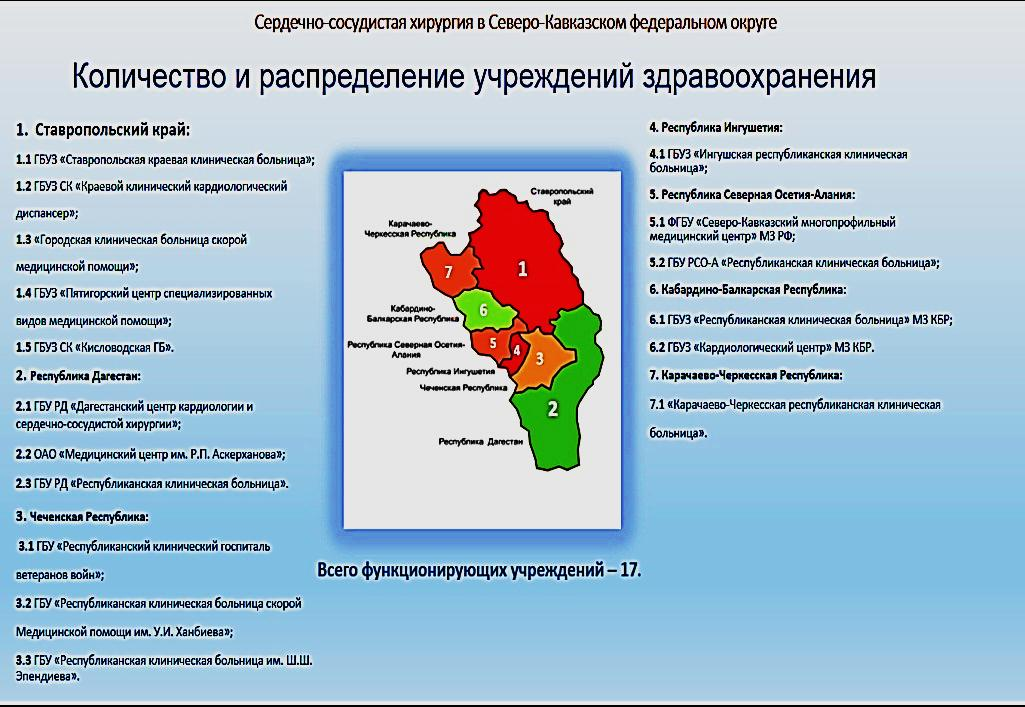 Сердечно-сосудистая хирургия в Северо-Кавказском федеральном округе
Количество и распределение учреждений здравоохранения
1. Ставропольский край:
1.1 ГБУЗ «Ставропольская краевая клиническая больница»;
1.2 ГБУЗ СК «Краевой клинический кардиологический
диспансер»;
1.3 «Городская клиническая больница скорой
медицинской помощи»;
1.4 ГБУЗ «Пятигорский центр специализированных
видов медицинской помощи»;
1.5 ГБУЗ СК «Кисловодская ГБ».
2. Республика Дагестан:
2.1 ГБУ РД «Дагестанский центр кардиологии и
сердечно-сосудистой хирургии»;
2.2 ОАО «Медицинский центр им. Р.П. Аскерханова»;
2.3 ГБУ РД «Республиканская клиническая больница».
3. Чеченская Республика:
3.1 ГБУ «Республиканский клинический госпиталь
ветеранов войн»;
3.2 ГБУ «Республиканская клиническая больница скорой
Медицинской помощи им. У.И. Ханбиева»;
3.3 ГБУ «Республиканская клиническая больница им. Ш.Ш.
Эпендиева».
Ставропольский
край
Карачаево-
Черкесская Республика
7
1
Кабардино-
Балкарская Республика
6
Республика Северная Осетия-
Алания
5
4
3
Республика Ингушетия
Чеченская Республика
2
Республика Дагестан
Всего функционирующих учреждений – 17.
4. Республика Ингушетия:
4.1 ГБУЗ «Ингушская республиканская клиническая
больница»;
5. Республика Северная Осетия-Алания:
5.1 ФГБУ «Северо-Кавказский многопрофильный
медицинский центр» МЗ РФ;
5.2 ГБУ РСО-А «Республиканская клиническая больница»;
6. Кабардино-Балкарская Республика:
6.1 ГБУЗ «Республиканская клиническая больница» МЗ КБР;
6.2 ГБУЗ «Кардиологический центр» МЗ КБР.
7. Карачаево-Черкесская Республика:
7.1 «Карачаево-Черкесская республиканская клиническая
больница».